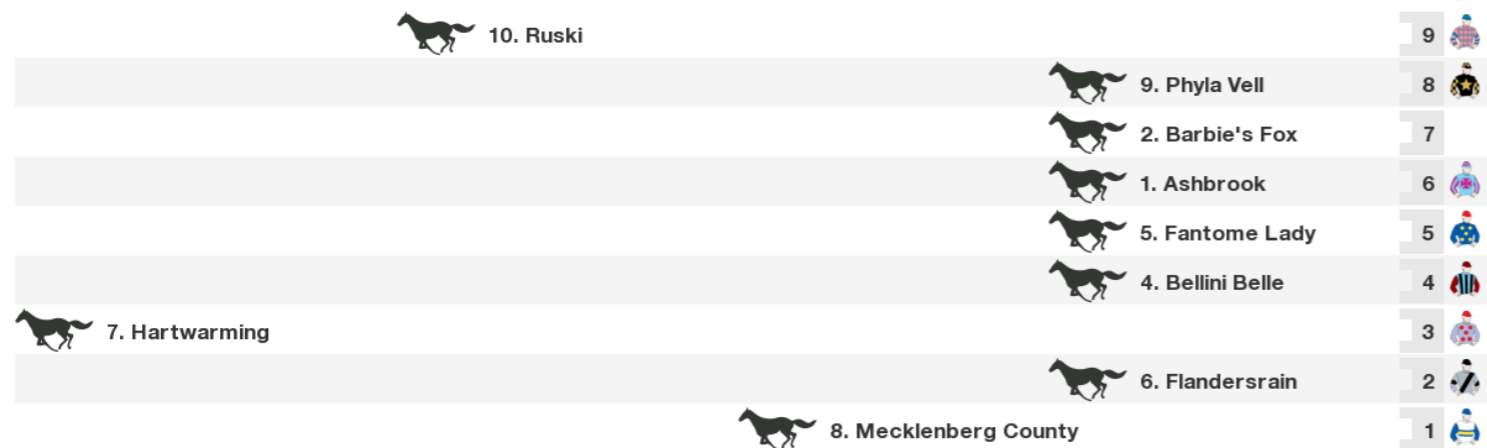 10. Ruski 9
9. Phyla Vell 8
2. Barbie's Fox 7
1. Ashbrook 6
5. Fantome Lady 5
4. Bellini Belle 4
7. Hartwarming 3
6. Flandersrain 2
8. Mecklenberg County 1